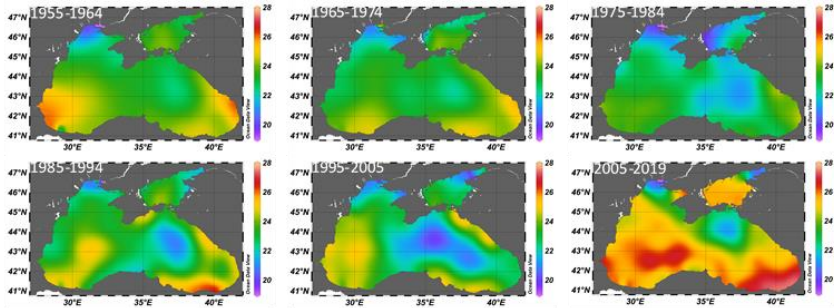 1955-1964
1965-1974
1975-1984
47°N
46°N
45°N
44°N
43°N
42°N
41°N
30°E
35°E
40°E
28
26
24
22
20
Ocean Data View
47°N
46°N
45°N
44°N
43°N
42°N
41°N
30°E
35°E
40°E
28
26
24
22
20
Ocean Data View
47°N
46°N
45°N
44°N
43°N
42°N
41°N
30°E
35°E
40°E
28
26
24
22
20
Ocean Data View
1985-1994
1995-2005
2005-2019
47°N
46°N
45°N
44°N
43°N
42°N
41°N
30°E
35°E
40°E
28
26
24
22
20
Ocean Data View
47°N
46°N
45°N
44°N
43°N
42°N
41°N
30°E
35°E
40°E
28
26
24
22
20
Ocean Data View
47°N
46°N
45°N
44°N
43°N
42°N
41°N
30°E
35°E
40°E
28
26
24
22
20
Ocean Data View